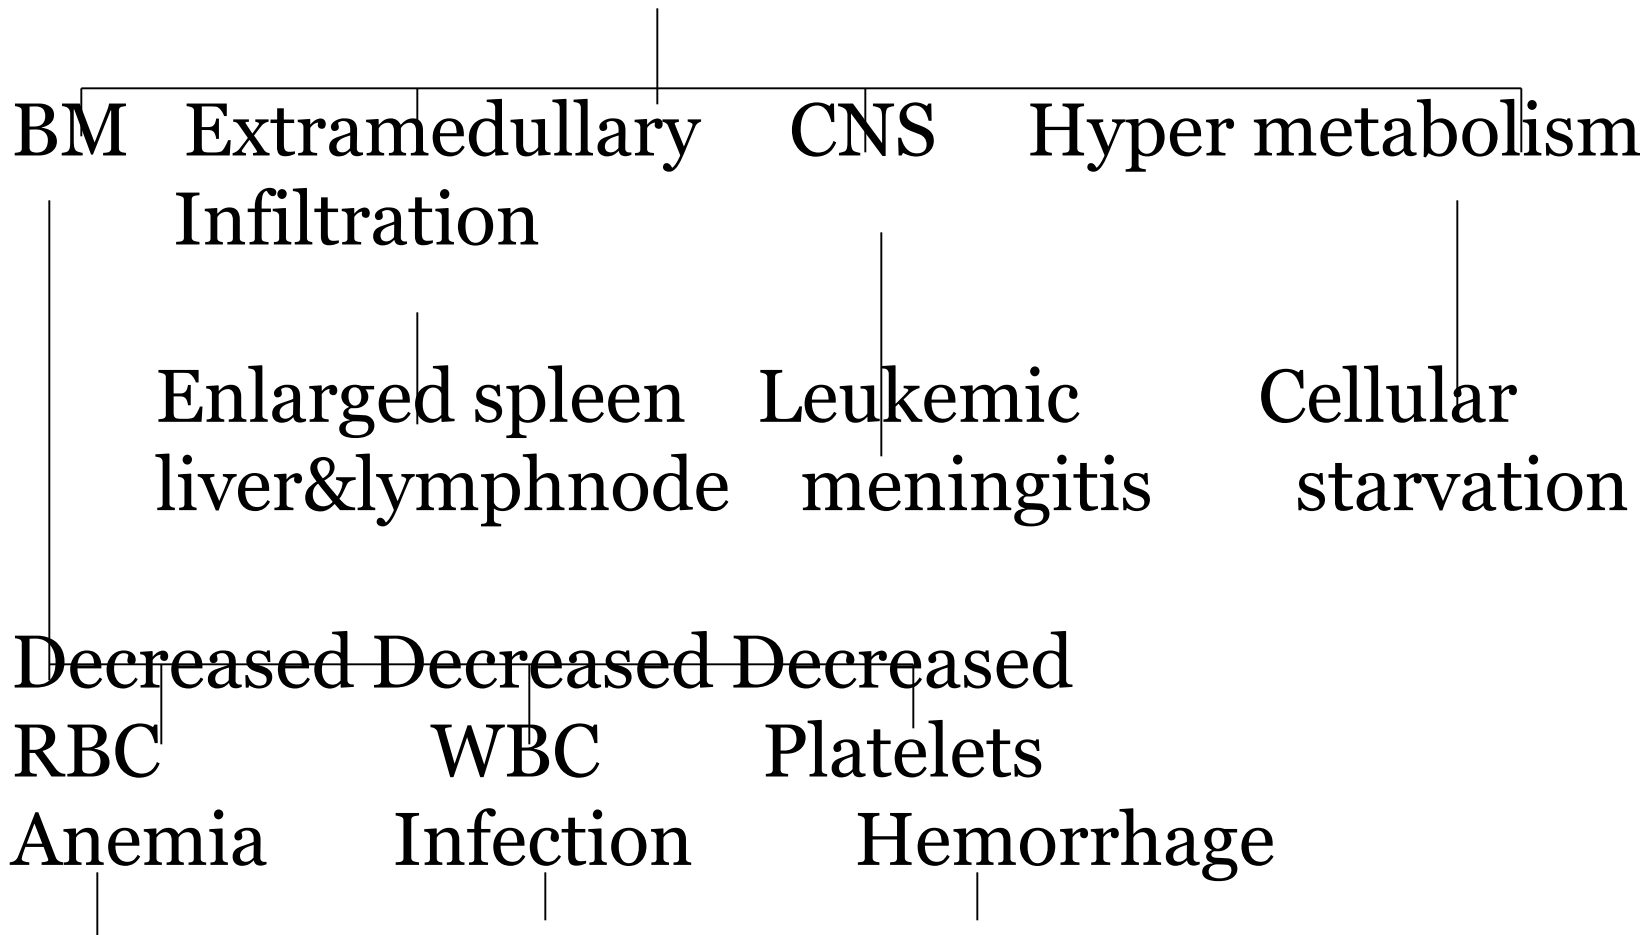 BM Extramedullary CNS Hyper metabolism
Infiltration
Enlarged spleen Leukemic Cellular
liver&lymphnode meningitis starvation
Decreased Decreased Decreased
RBC WBC Platelets
Anemia Infection Hemorrhage